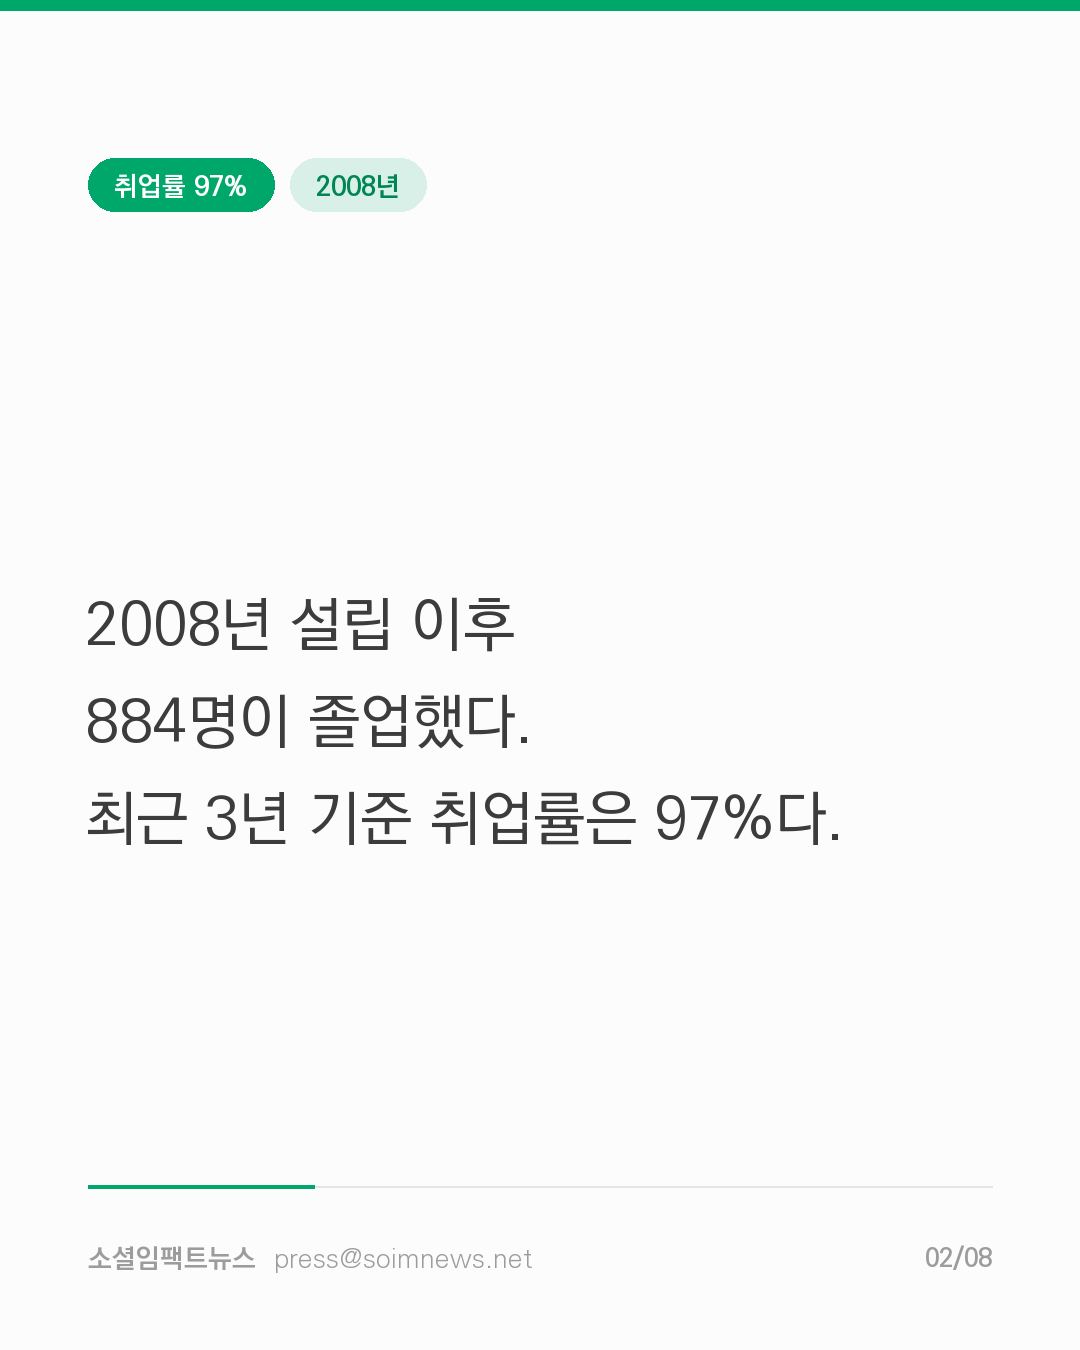 취업률 97% 2008년
2008년 설립 이후
884명이 졸업했다.
최근 3년 기준 취업률은 97%다.
소셜임팩트뉴스 press@soimnews.net 02/08